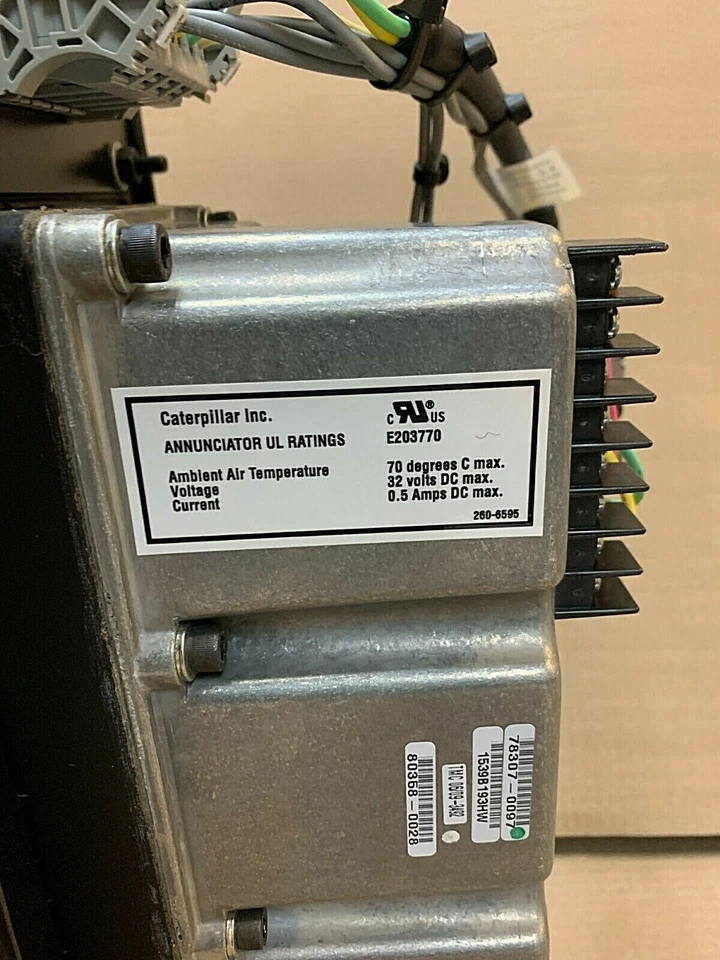 Caterpillar Inc.
ANNUNCIATOR UL RATINGS
Ambient Air Temperature
Voltage
Current
c RU® US
E203770
70 degrees C max.
32 volts DC max.
0.5 Amps DC max.
260-6595
78307-0097
1539B193HW
80368-0028